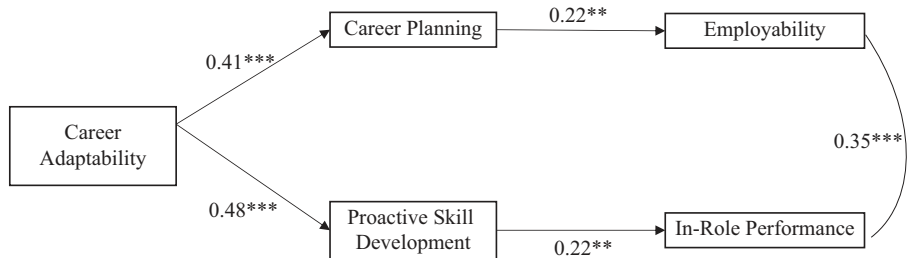 Career Planning
0.22**
Employability
0.41***
Career
Adaptability
0.35***
0.48***
Proactive Skill
Development
0.22**
In-Role Performance